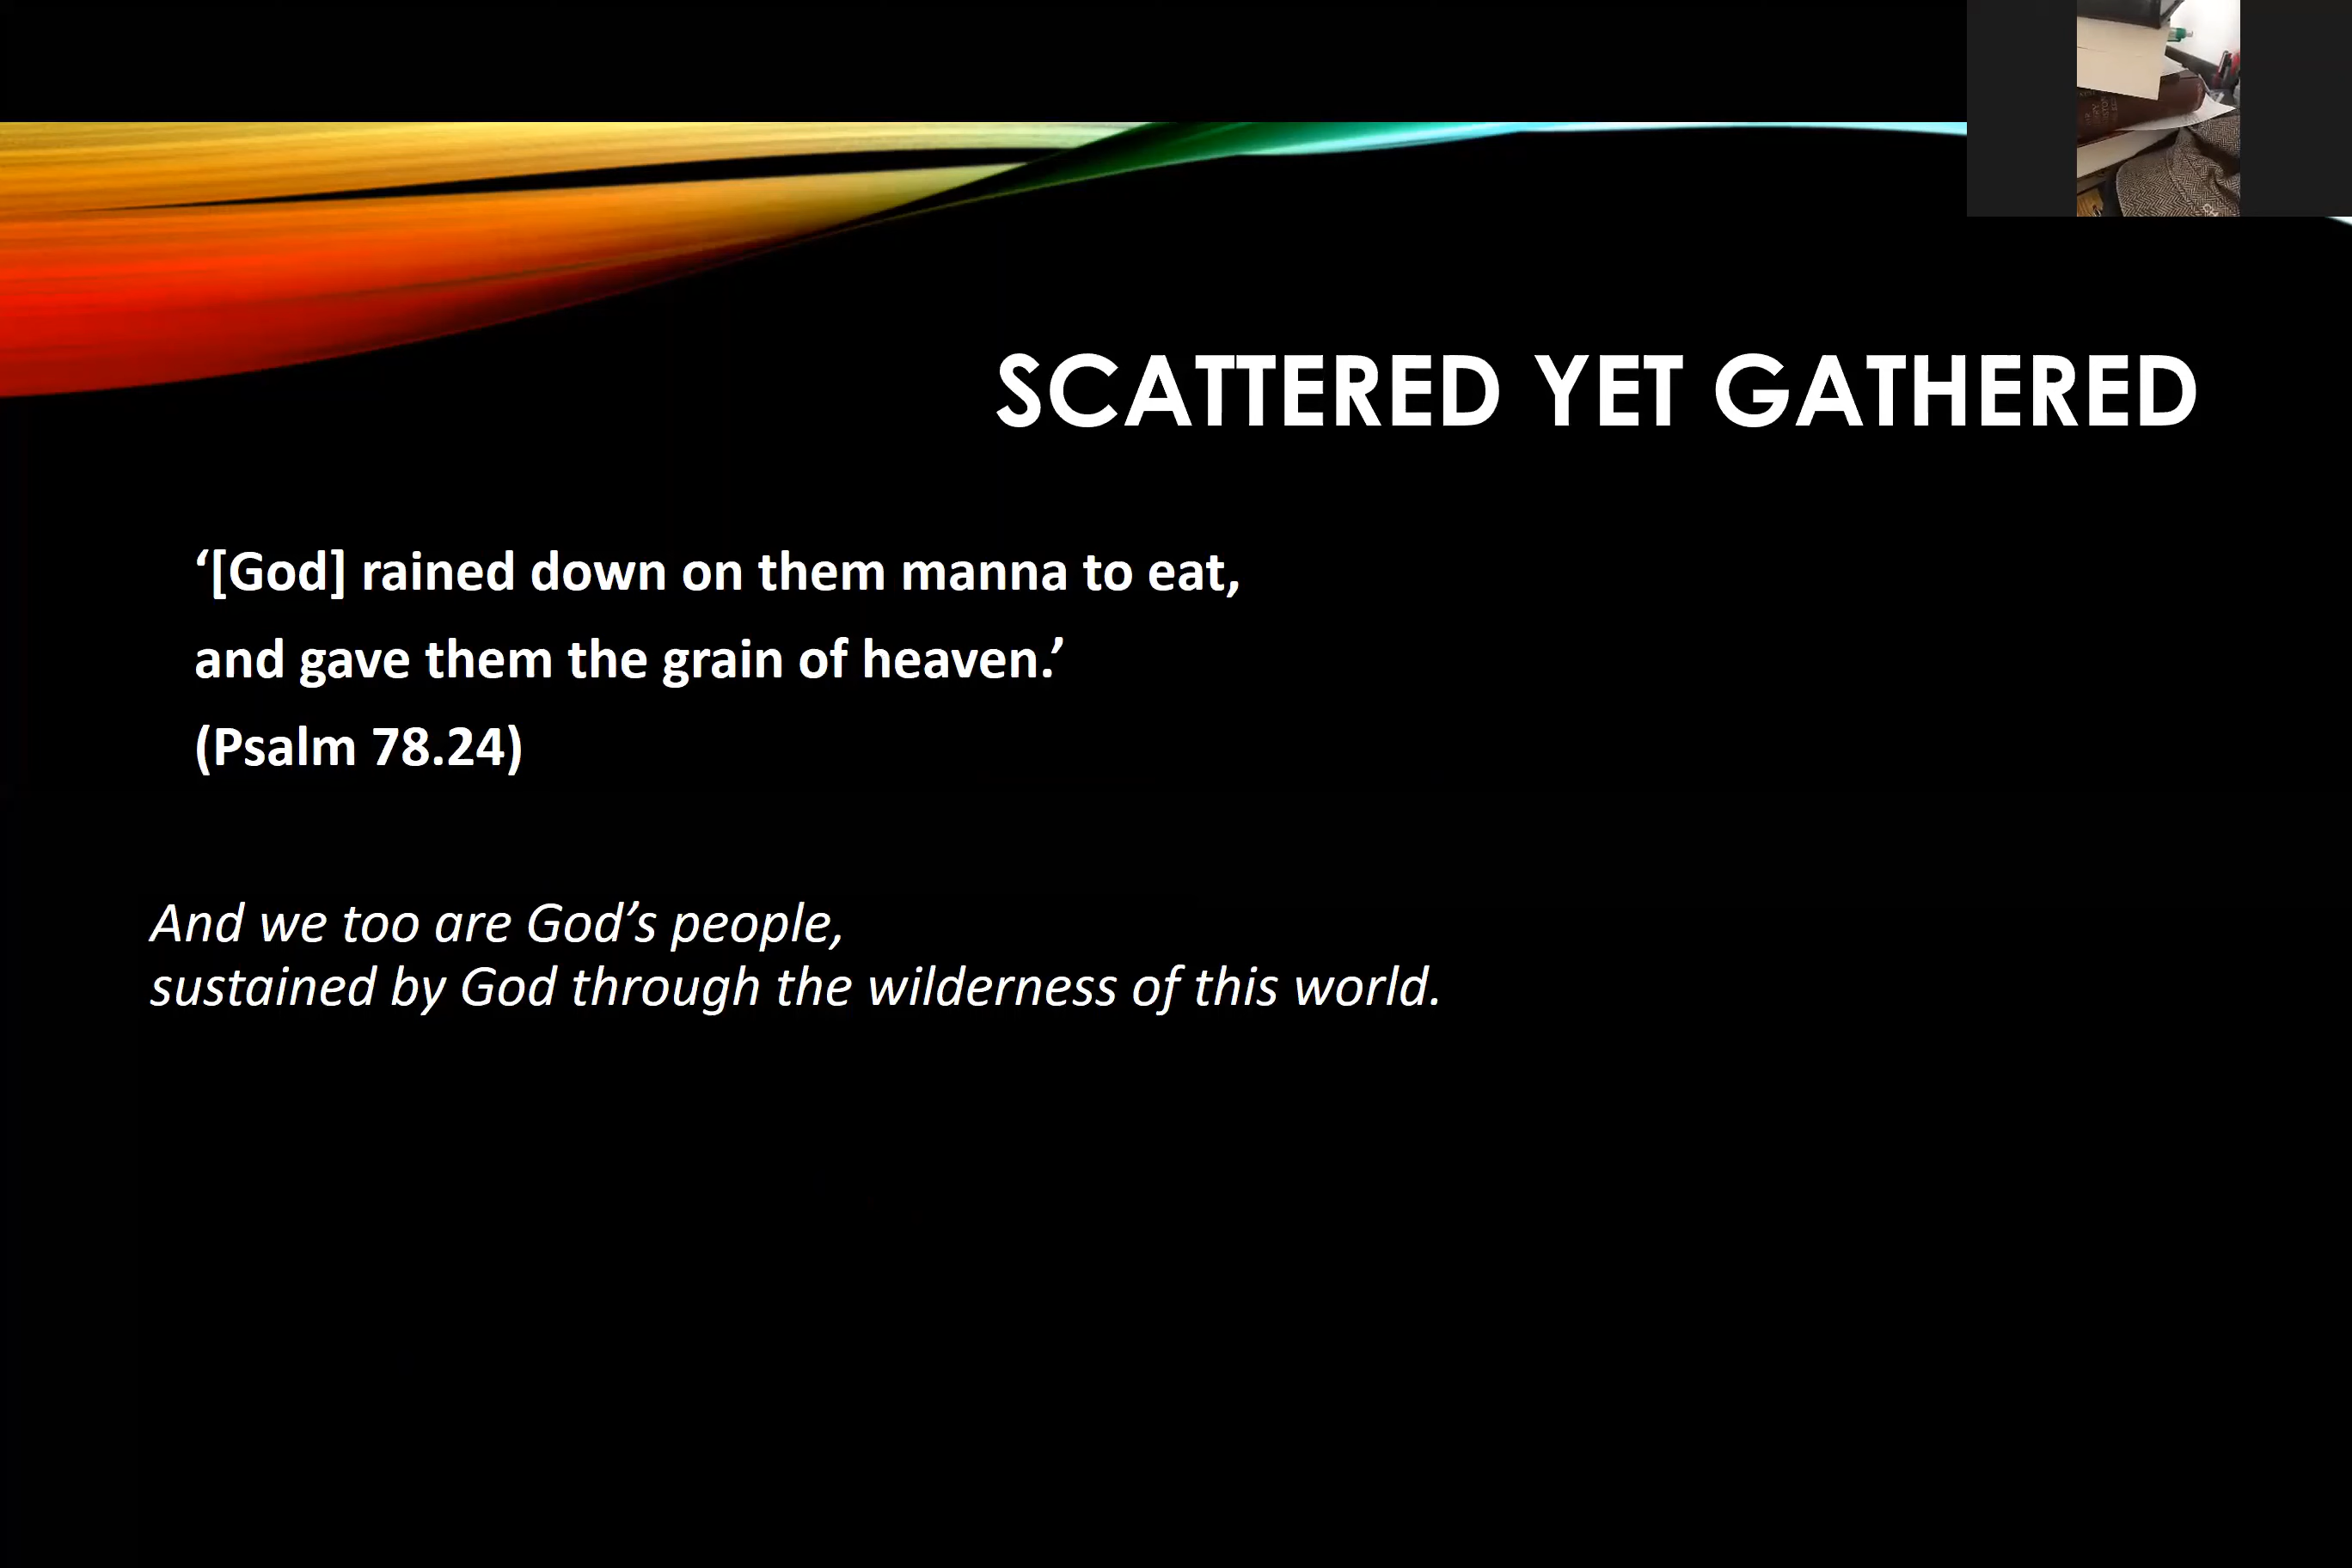 SCATTERED YET GATHERED
‘[God] rained down on them manna to eat,
and gave them the grain of heaven.’
(Psalm 78.24)
And we too are God’s people,
sustained by God through the wilderness of this world.